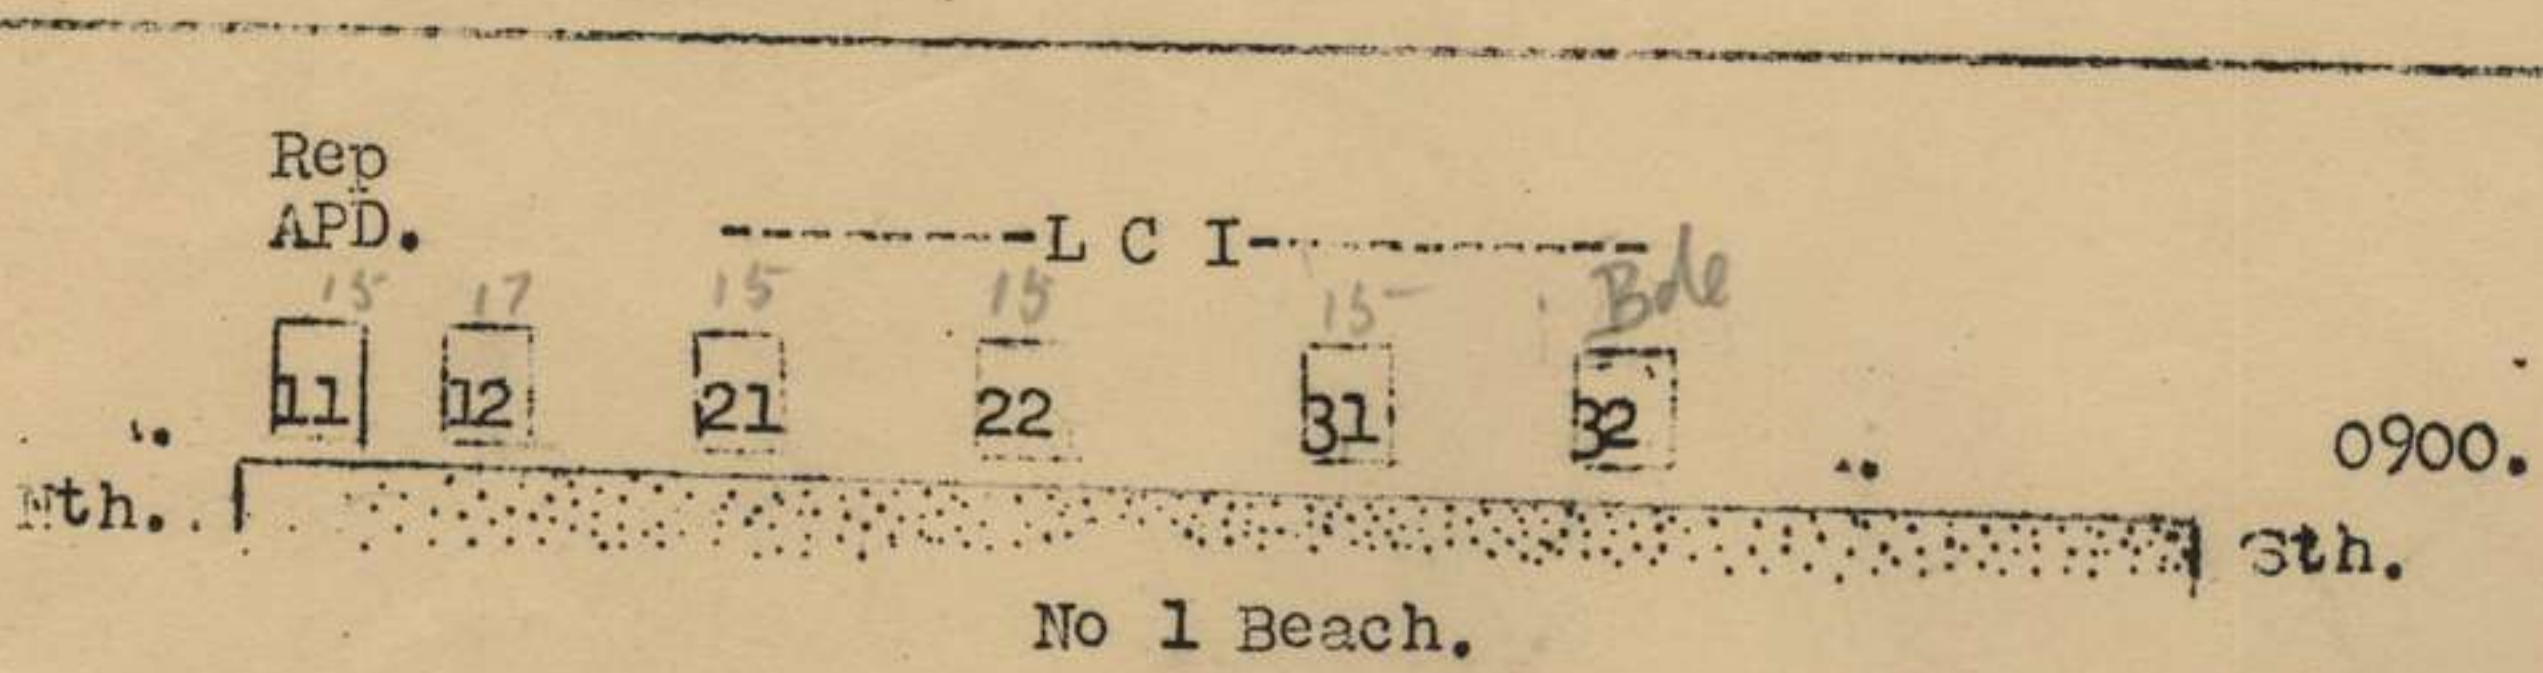 Rep
APD.
---------L C I----------
15 17 15 15 15 Bde
11 12 21 22 31 32
0900.
Nth. Sth.
No 1 Beach.